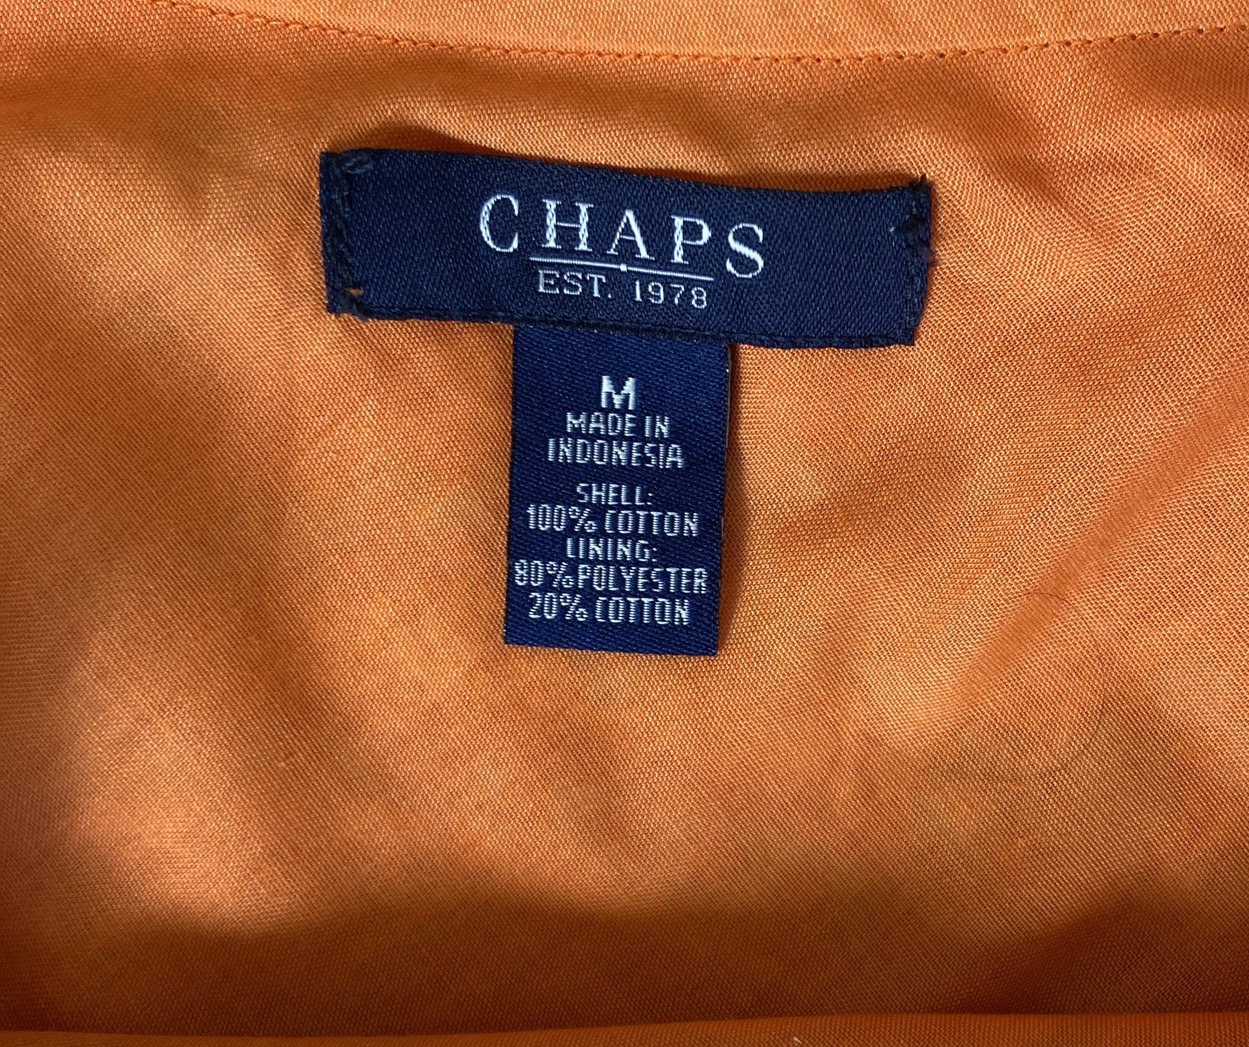 CHAPS
EST. 1978
M
MADE IN
INDONESIA
SHELL:
100% COTTON
LINING:
80% POLYESTER
20% COTTON